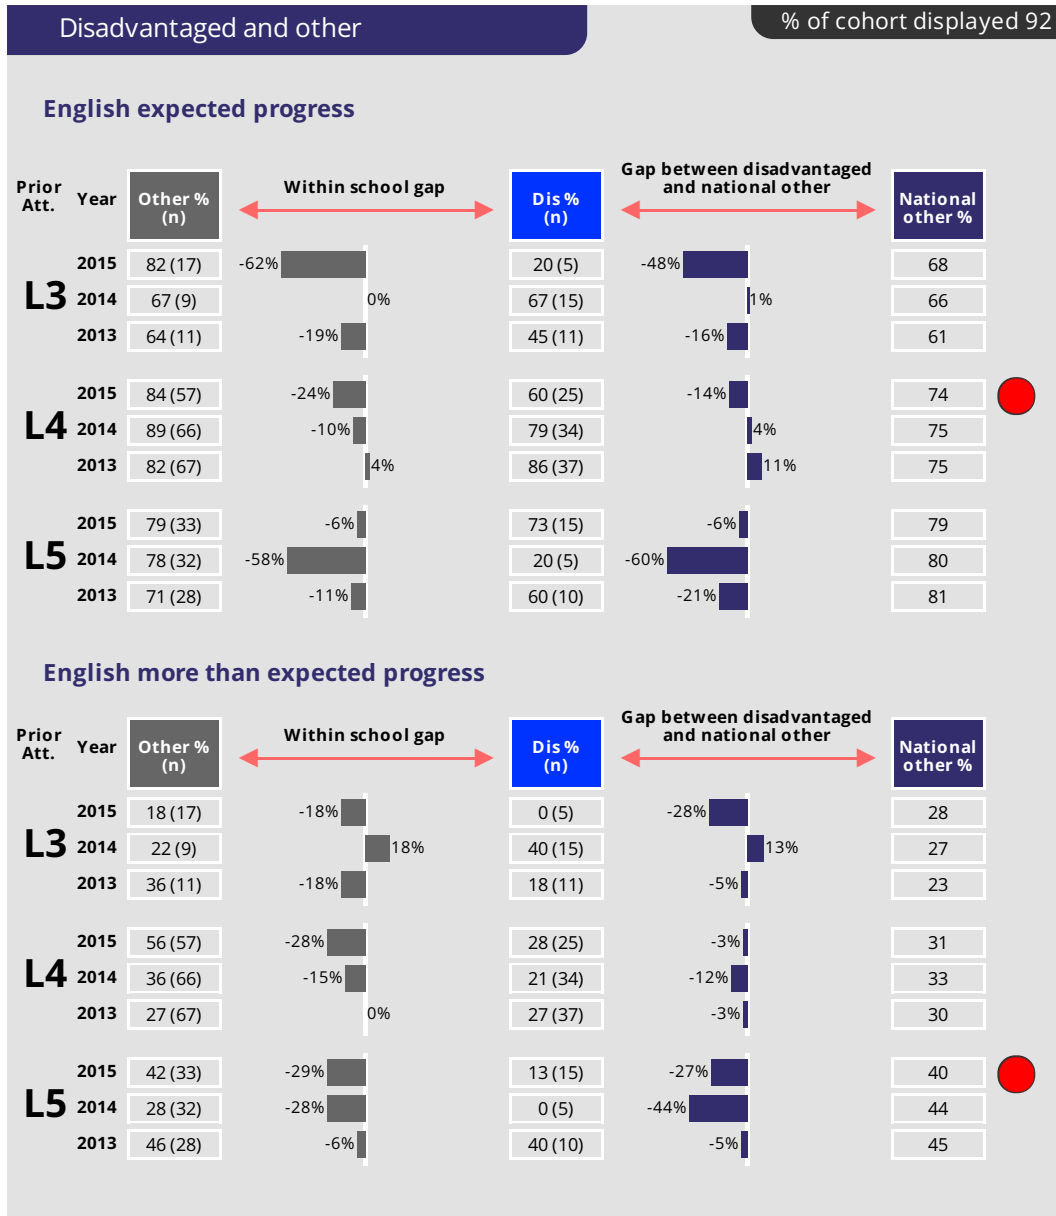 Disadvantaged and other
% of cohort displayed 92
English expected progress
Prior Att.
Year
Other % (n)
Within school gap
Dis % (n)
Gap between disadvantaged and national other
National other %
L3
2015 82 (17) -62% 20 (5) -48% 68
2014 67 (9) 0% 67 (15) 1% 66
2013 64 (11) -19% 45 (11) -16% 61
L4
2015 84 (57) -24% 60 (25) -14% 74
2014 89 (66) -10% 79 (34) 4% 75
2013 82 (67) 4% 86 (37) 11% 75
L5
2015 79 (33) -6% 73 (15) -6% 79
2014 78 (32) -58% 20 (5) -60% 80
2013 71 (28) -11% 60 (10) -21% 81
English more than expected progress
Prior Att.
Year
Other % (n)
Within school gap
Dis % (n)
Gap between disadvantaged and national other
National other %
L3
2015 18 (17) -18% 0 (5) -28% 28
2014 22 (9) 18% 40 (15) 13% 27
2013 36 (11) -18% 18 (11) -5% 23
L4
2015 56 (57) -28% 28 (25) -3% 31
2014 36 (66) -15% 21 (34) -12% 33
2013 27 (67) 0% 27 (37) -3% 30
L5
2015 42 (33) -29% 13 (15) -27% 40
2014 28 (32) -28% 0 (5) -44% 44
2013 46 (28) -6% 40 (10) -5% 45